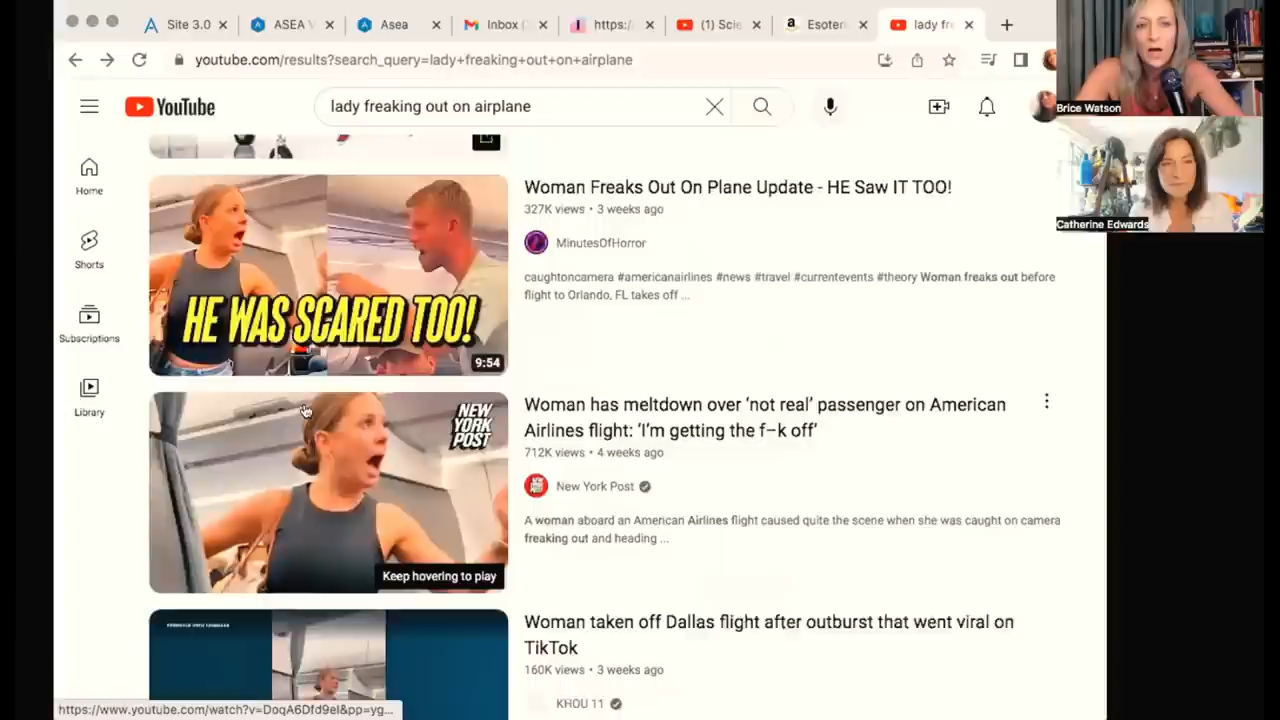 Site 3.0
ASEA
Asea
Inbox
https:/
(1) Scie
Esoteri
lady fre
youtube.com/results?search_query=lady+freaking+out+on+airplane
Brice Watson
YouTube
lady freaking out on airplane
Catherine Edwards
Home
Shorts
Subscriptions
Library
HE WAS SCARED TOO!
9:54
Woman Freaks Out On Plane Update - HE Saw IT TOO!
327K views • 3 weeks ago
MinutesOfHorror
caughtoncamera #americanairlines #news #travel #currentevents #theory Woman freaks out before
flight to Orlando, FL takes off ...
NEW
YORK
POST
Keep hovering to play
Woman has meltdown over ‘not real’ passenger on American
Airlines flight: ‘I’m getting the f–k off’
712K views • 4 weeks ago
New York Post
A woman aboard an American Airlines flight caused quite the scene when she was caught on camera
freaking out and heading ...
Woman taken off Dallas flight after outburst that went viral on
TikTok
160K views • 3 weeks ago
KHOU 11
https://www.youtube.com/watch?v=DoqA6Dfd9eI&pp=yg...